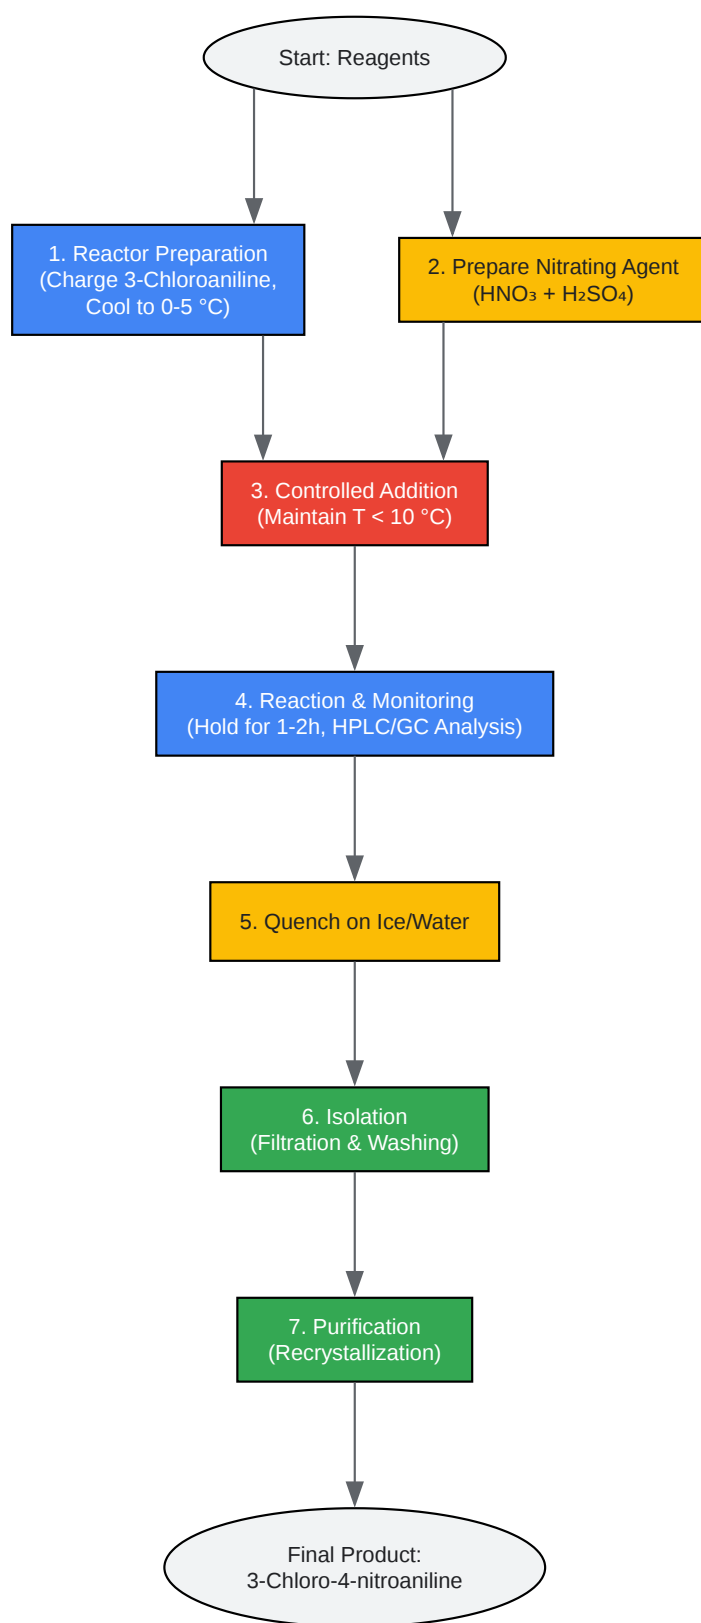 Start: Reagents
1. Reactor Preparation
(Charge 3-Chloroaniline,
Cool to 0-5 °C)
2. Prepare Nitrating Agent
(HNO₃ + H₂SO₄)
3. Controlled Addition
(Maintain T < 10 °C)
4. Reaction & Monitoring
(Hold for 1-2h, HPLC/GC Analysis)
5. Quench on Ice/Water
6. Isolation
(Filtration & Washing)
7. Purification
(Recrystallization)
Final Product:
3-Chloro-4-nitroaniline